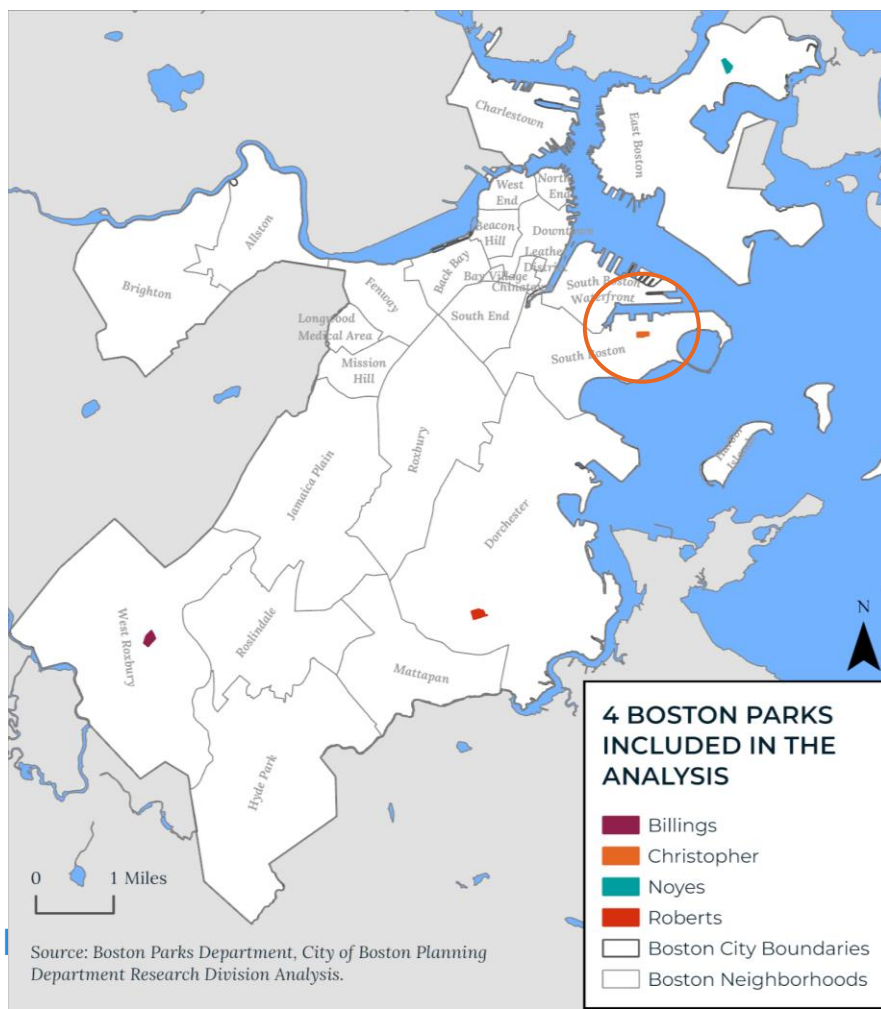 Charlestown
East Boston
West
End
North
End
Beacon
Hill
Downtown
Leather
District
Back Bay
Bay Village
Chinatown
South Boston
Waterfront
Allston
Brighton
Fenway
Longwood
Medical Area
South End
South Boston
Mission
Hill
Harbor
Islands
Jamaica Plain
Roxbury
Dorchester
West Roxbury
Roslindale
Mattapan
Hyde Park
N
4 BOSTON PARKS
INCLUDED IN THE
ANALYSIS
Billings
Christopher
Noyes
Roberts
Boston City Boundaries
Boston Neighborhoods
0 1 Miles
Source: Boston Parks Department, City of Boston Planning
Department Research Division Analysis.